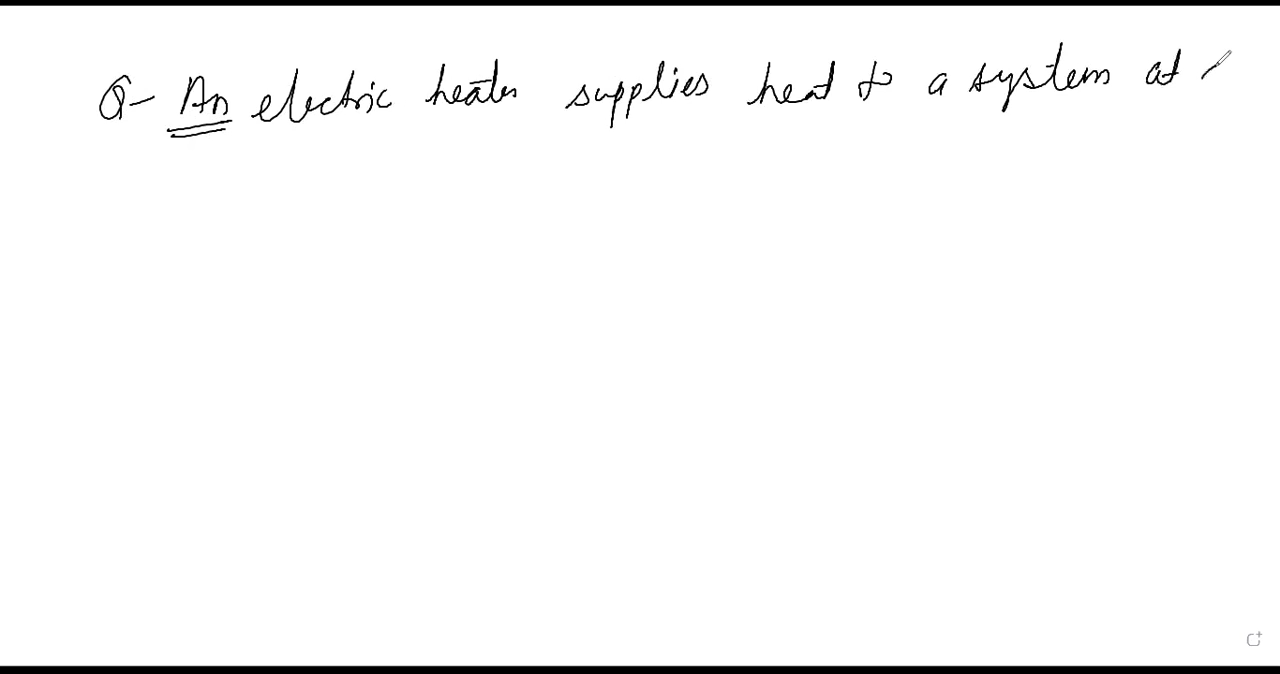 Q- An electric heater supplies heat to a system at